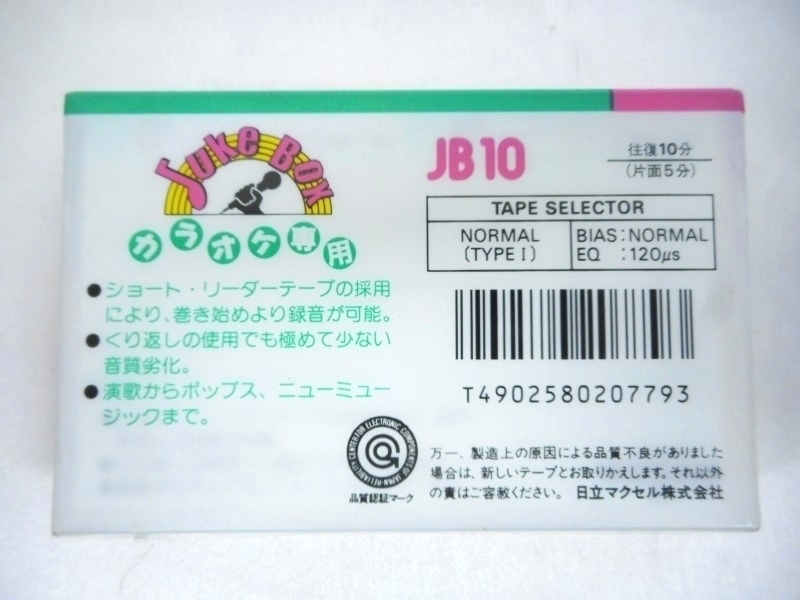 Juke Box
カラオケ専用
●ショート・リーダーテープの採用
により、巻き始めより録音が可能。
●くり返しの使用でも極めて少ない
音質劣化。
●演歌からポップス、ニューミュー
ジックまで。
JB10
往復10分
(片面5分)
TAPE SELECTOR
NORMAL
(TYPE I)
BIAS:NORMAL
EQ :120μs
T4902580207793
RELIABILITY CENTER FOR ELECTRONIC COMPONENTS OF JAPAN
品質認証マーク
万一、製造上の原因による品質不良がありました
場合は、新しいテープとお取りかえします。それ以外
の責はご容赦ください。 日立マクセル株式会社